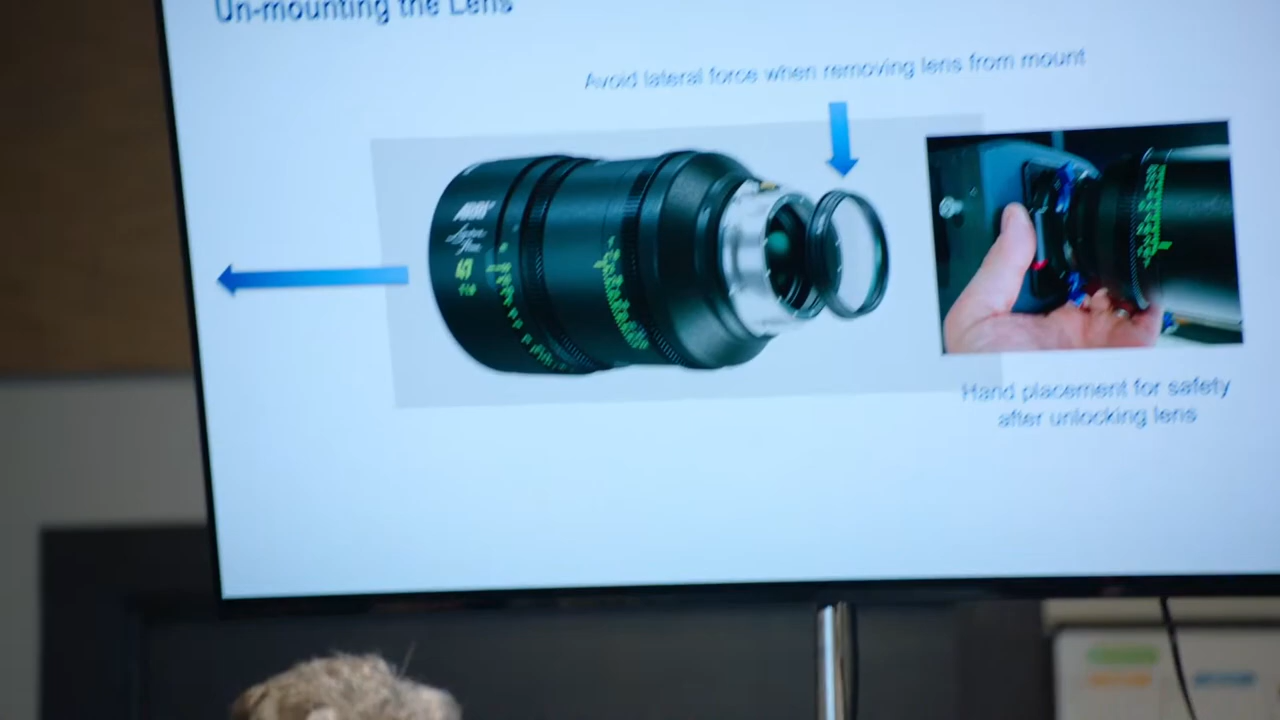 Un-mounting the Lens
Avoid lateral force when removing lens from mount
Hand placement for safety
after unlocking lens